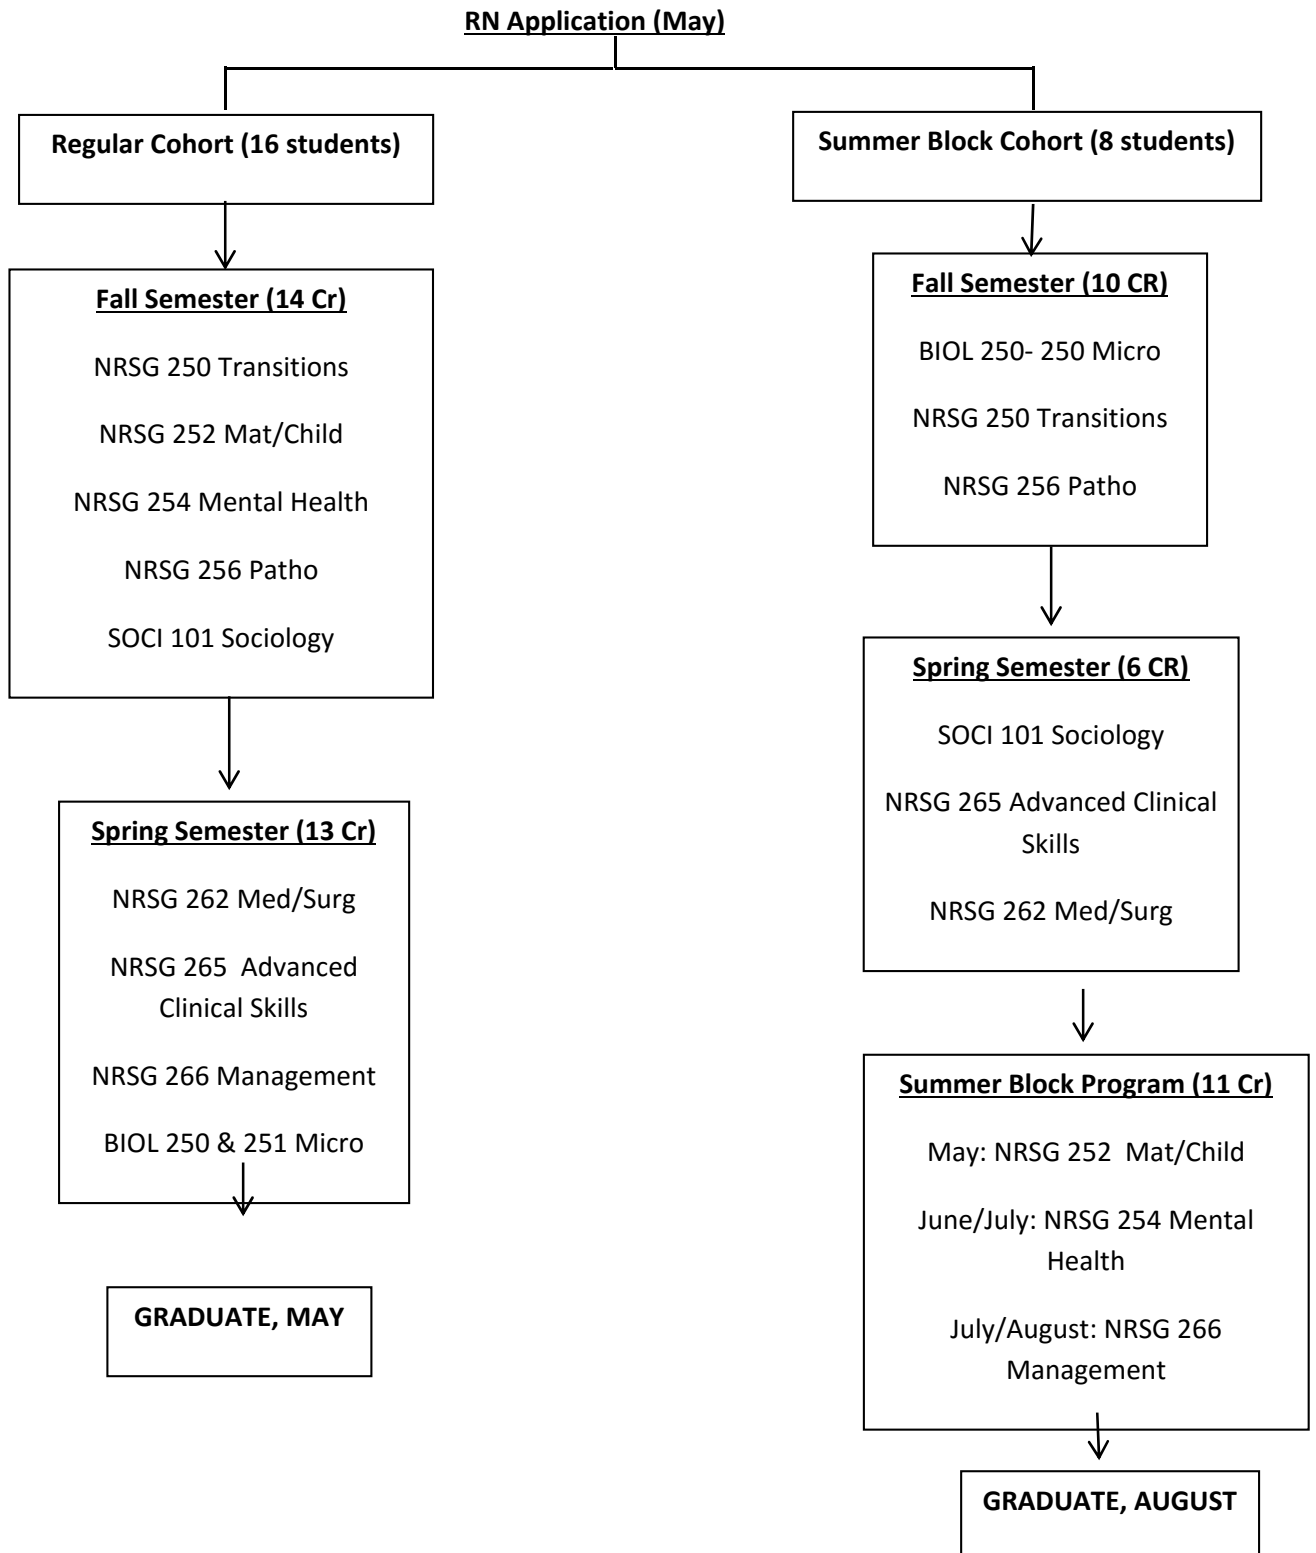 RN Application (May)
Regular Cohort (16 students)
Fall Semester (14 Cr)
NRSG 250 Transitions
NRSG 252 Mat/Child
NRSG 254 Mental Health
NRSG 256 Patho
SOCI 101 Sociology
Spring Semester (13 Cr)
NRSG 262 Med/Surg
NRSG 265  Advanced
Clinical Skills
NRSG 266 Management
BIOL 250 & 251 Micro
GRADUATE, MAY
Summer Block Cohort (8 students)
Fall Semester (10 CR)
BIOL 250- 250 Micro
NRSG 250 Transitions
NRSG 256 Patho
Spring Semester (6 CR)
SOCI 101 Sociology
NRSG 265 Advanced Clinical
Skills
NRSG 262 Med/Surg
Summer Block Program (11 Cr)
May: NRSG 252  Mat/Child
June/July: NRSG 254 Mental
Health
July/August: NRSG 266
Management
GRADUATE, AUGUST